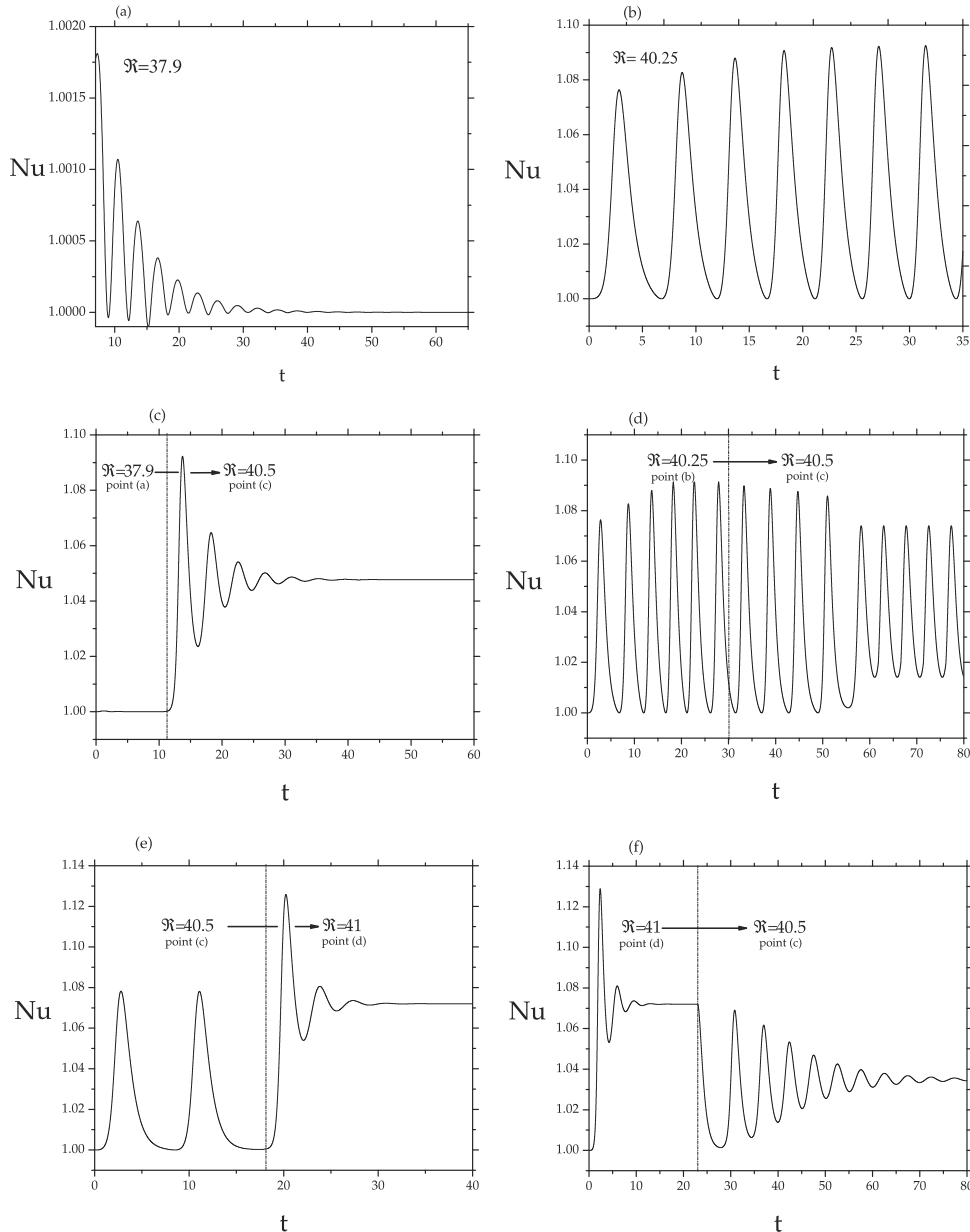 (a)
1.0020
1.0015
1.0010
1.0005
1.0000
ℜ=37.9
Nu
10 20 30 40 50 60
t
(b)
1.10
1.08
1.06
1.04
1.02
1.00
ℜ= 40.25
Nu
0 5 10 15 20 25 30 35
t
(c)
1.10
1.08
1.06
1.04
1.02
1.00
ℜ=37.9 ℜ=40.5
point (a) point (c)
Nu
0 10 20 30 40 50 60
t
(d)
1.10
1.08
1.06
1.04
1.02
1.00
ℜ=40.25 ℜ=40.5
point (b) point (c)
Nu
0 10 20 30 40 50 60 70 80
t
(e)
1.14
1.12
1.10
1.08
1.06
1.04
1.02
1.00
ℜ=40.5 ℜ=41
point (c) point (d)
Nu
0 10 20 30 40
t
(f)
1.14
1.12
1.10
1.08
1.06
1.04
1.02
1.00
ℜ=41 ℜ=40.5
point (d) point (c)
Nu
0 10 20 30 40 50 60 70 80
t